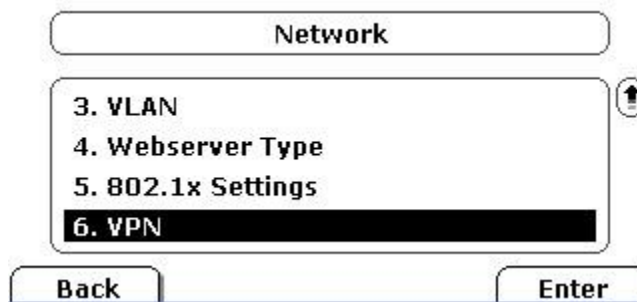 Network
3. VLAN
4. Webserver Type
5. 802.1x Settings
6. VPN
Back
Enter